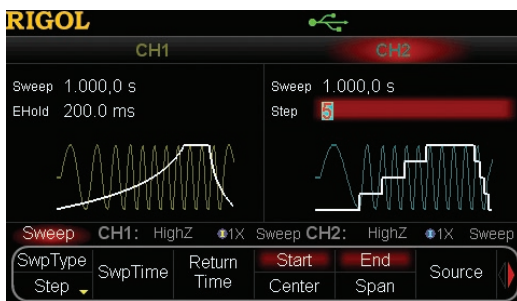 RIGOL
CH1 CH2
Sweep 1.000,0 s Sweep 1.000,0 s
EHold 200.0 ms Step 5
Sweep CH1: HighZ 1X Sweep CH2: HighZ 1X Sweep
SwpType SwpTime Return Start End Source
Step Time Center Span